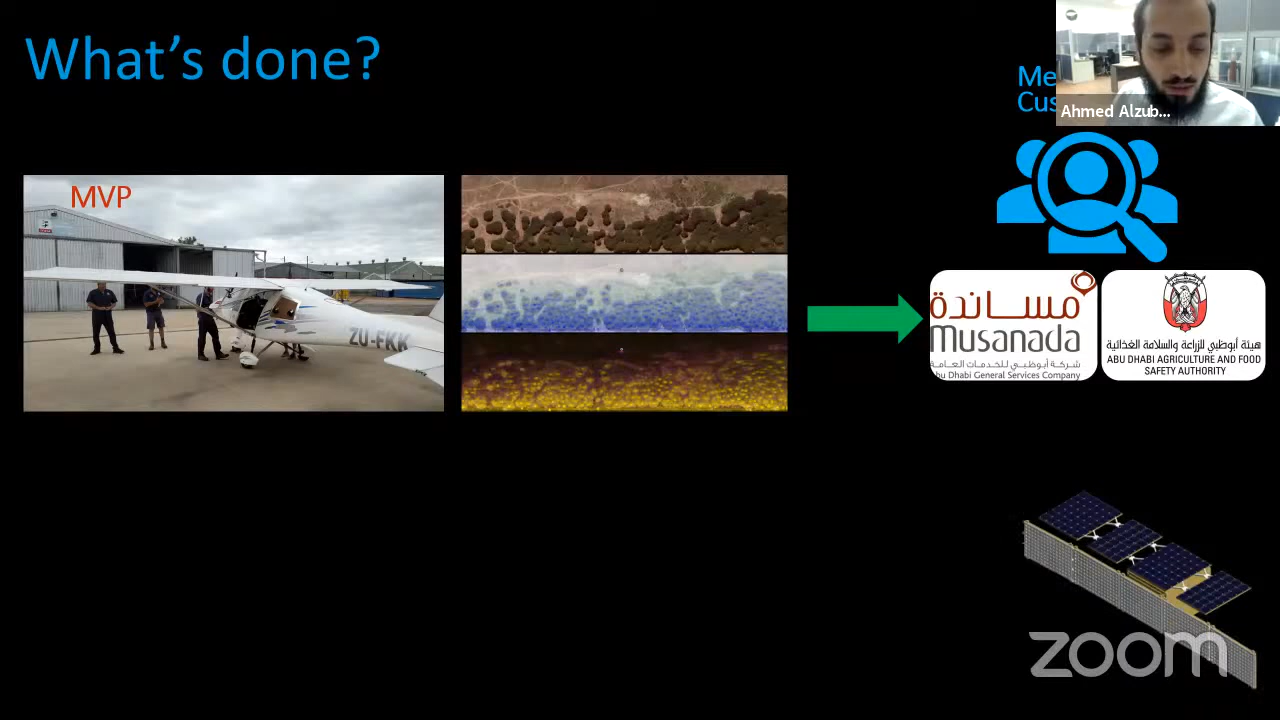 What's done?
Me
Cus
Ahmed Alzub...
MVP
ZU-FKK
مساندة
Musanada
شركة أبوظبي للخدمات العامة
bu Dhabi General Services Company
هيئة أبوظبي للزراعة والسلامة الغذائية
ABU DHABI AGRICULTURE AND FOOD
SAFETY AUTHORITY
zoom